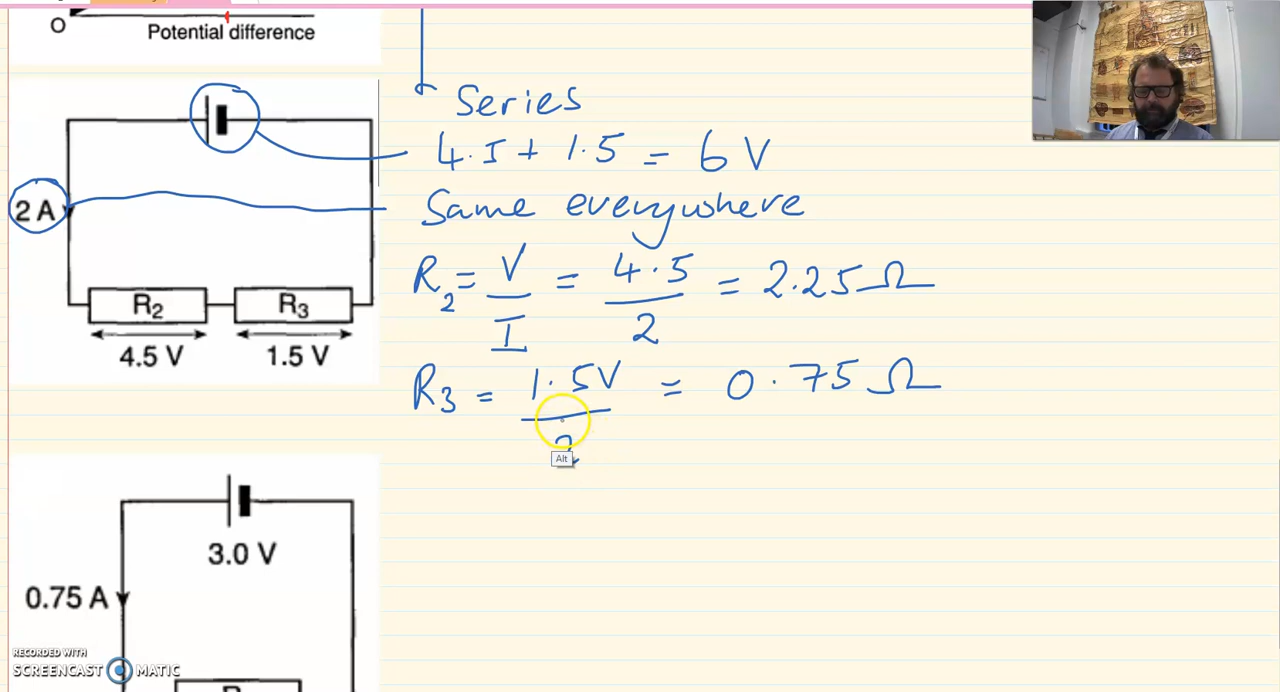 O
Potential difference
Series
4.I + 1.5 = 6 V
2 A
Same everywhere
R2 = V/I = 4.5/2 = 2.25 Ω
R2
R3
4.5 V
1.5 V
R3 = 1.5V/2 = 0.75 Ω
Alt
3.0 V
0.75 A
RECORDED WITH
SCREENCAST MATIC